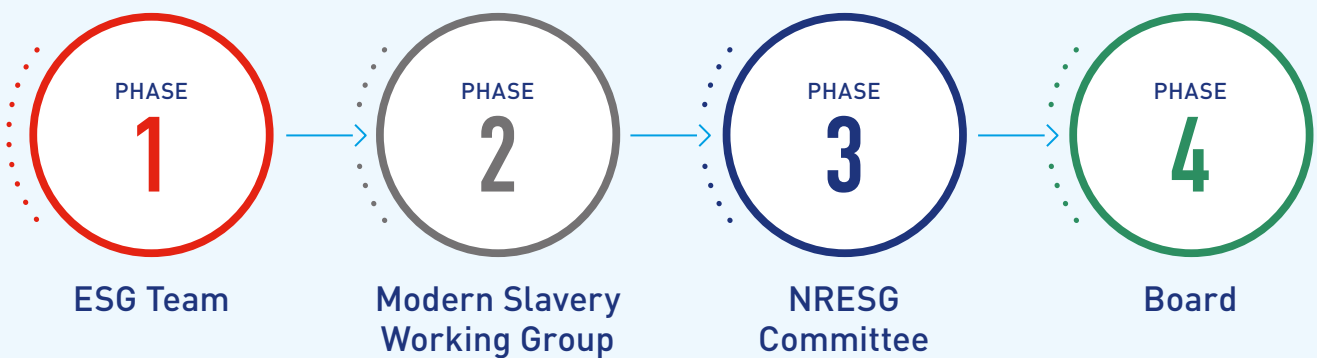 PHASE
1
ESG Team
PHASE
2
Modern Slavery
Working Group
PHASE
3
NRESG
Committee
PHASE
4
Board